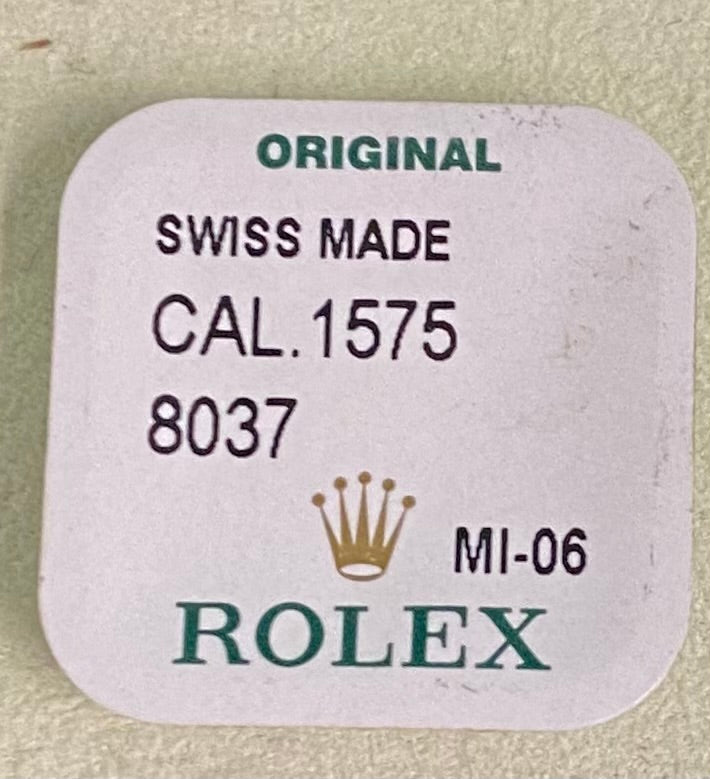 ORIGINAL
SWISS MADE
CAL.1575
8037
MI-06
ROLEX